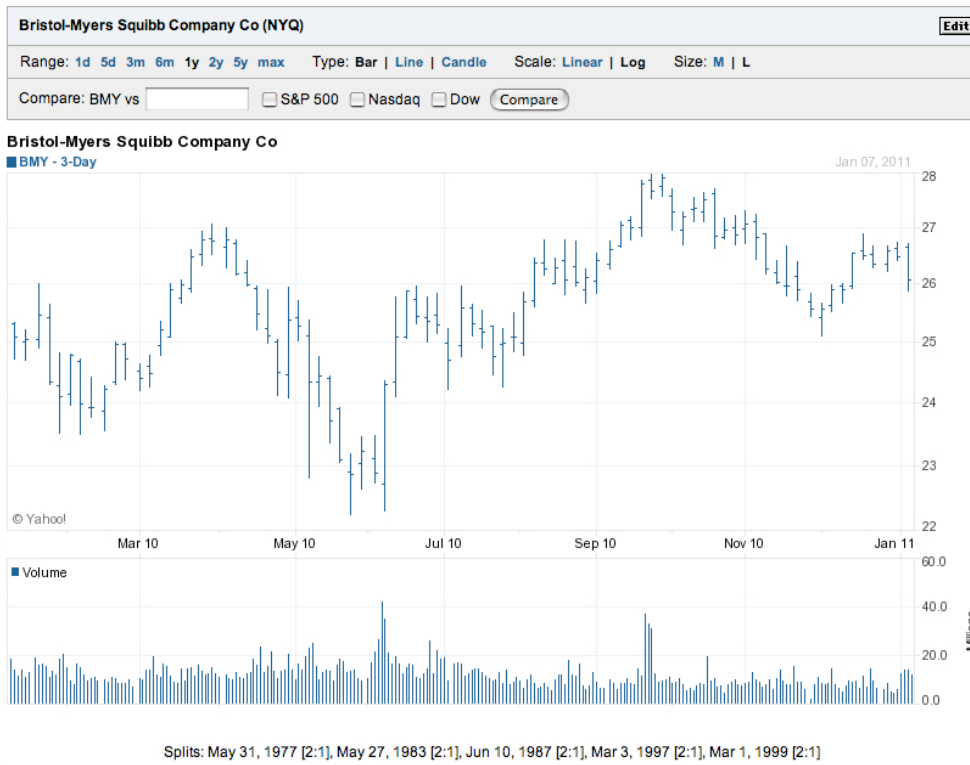 Bristol-Myers Squibb Company Co (NYQ)
Edit
Range: 1d 5d 3m 6m 1y 2y 5y max Type: Bar | Line | Candle Scale: Linear | Log Size: M | L
Compare: BMY vs S&P 500 Nasdaq Dow Compare
Bristol-Myers Squibb Company Co
BMY - 3-Day
Jan 07, 2011
28
27
26
25
24
23
22
© Yahoo!
Mar 10 May 10 Jul 10 Sep 10 Nov 10 Jan 11
Volume
60.0
40.0
20.0
0.0
Splits: May 31, 1977 [2:1], May 27, 1983 [2:1], Jun 10, 1987 [2:1], Mar 3, 1997 [2:1], Mar 1, 1999 [2:1]